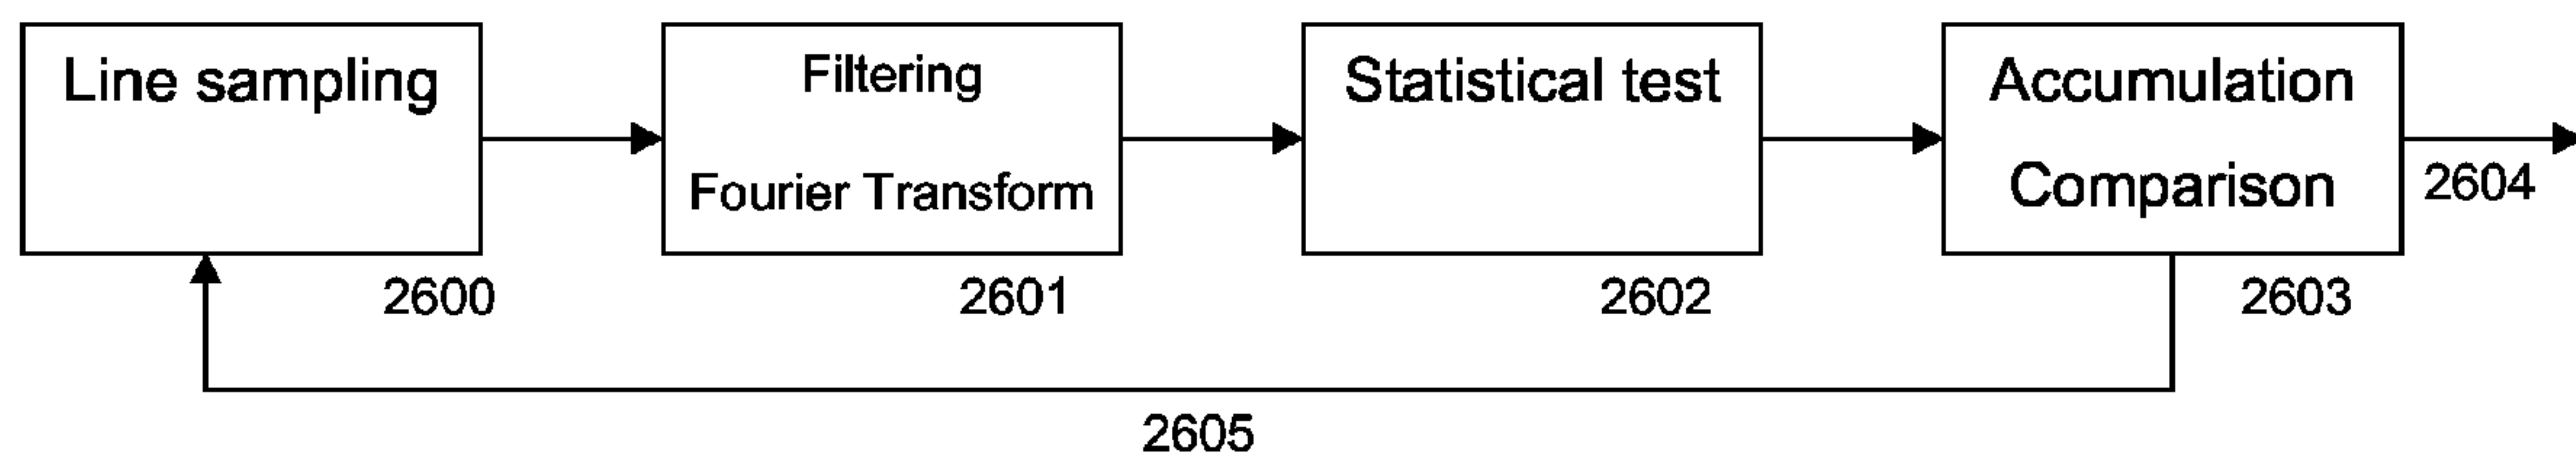 Line sampling
2600
Filtering
Fourier Transform
2601
Statistical test
2602
Accumulation
Comparison
2603
2604
2605